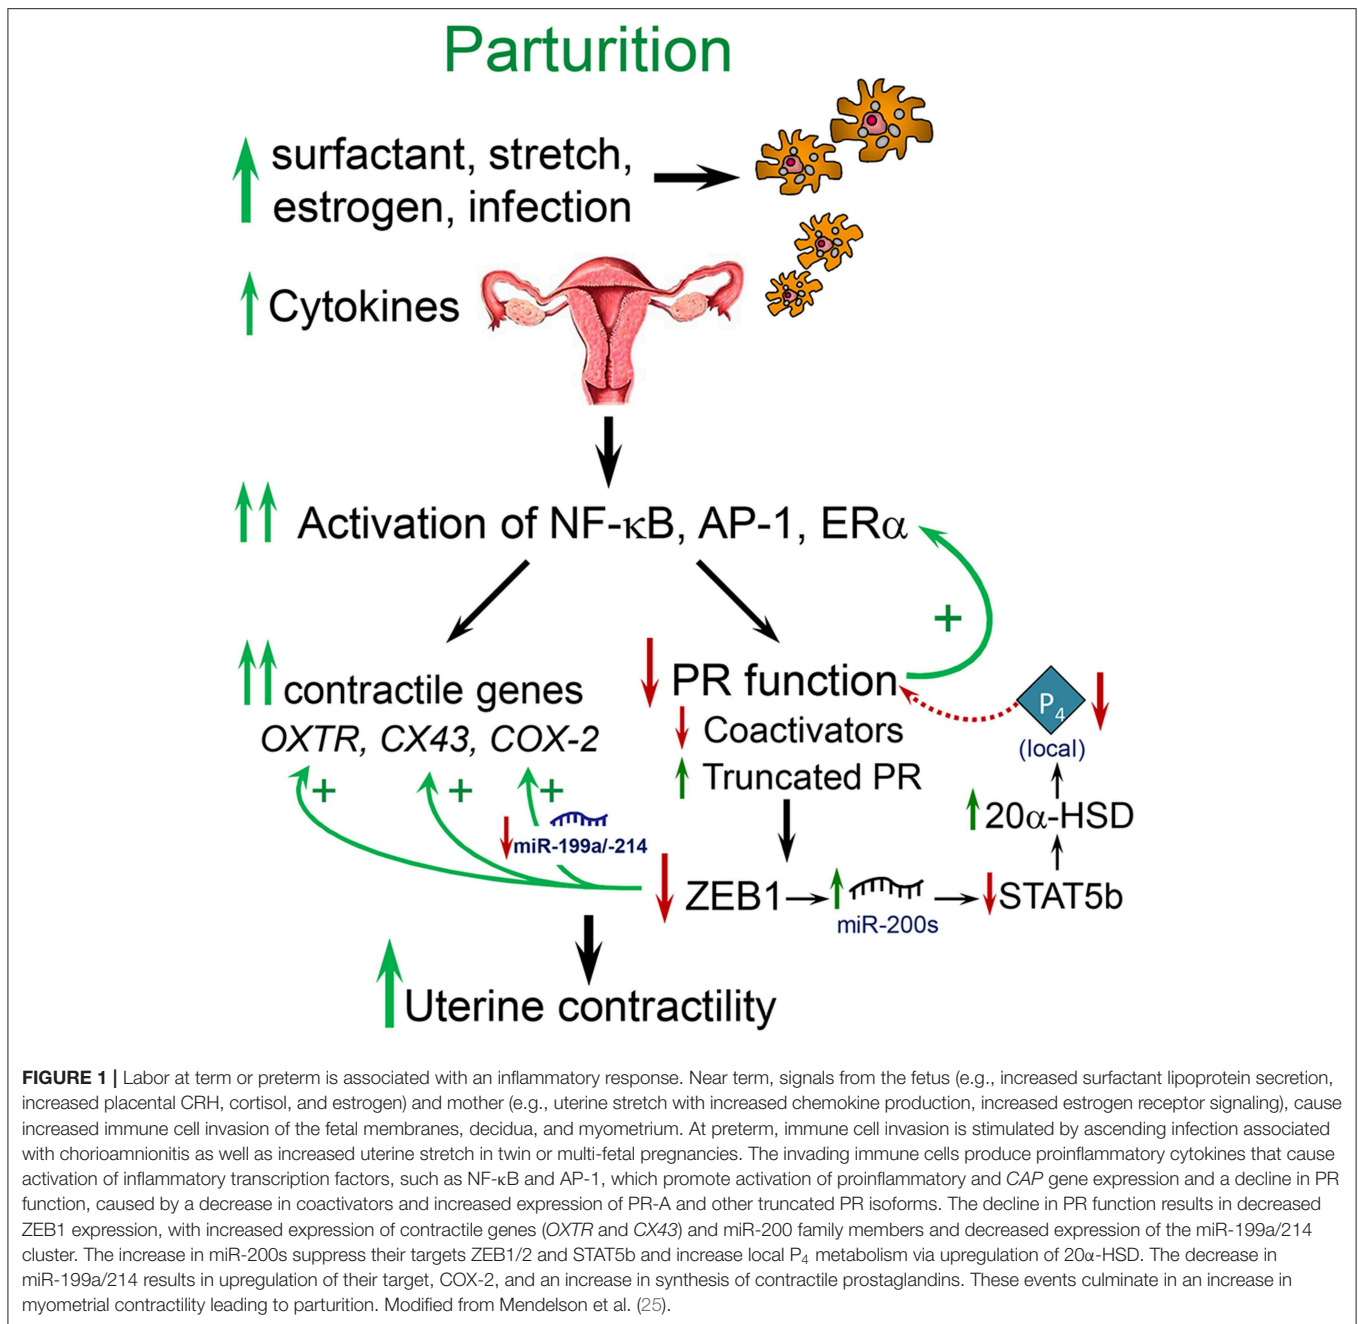 Parturition
surfactant, stretch,
estrogen, infection
Cytokines
Activation of NF-κB, AP-1, ERα
+
contractile genes
OXTR, CX43, COX-2
PR function
Coactivators
Truncated PR
P4
(local)
+ + +
miR-199a/-214
20α-HSD
ZEB1
miR-200s
STAT5b
Uterine contractility
FIGURE 1 | Labor at term or preterm is associated with an inflammatory response. Near term, signals from the fetus (e.g., increased surfactant lipoprotein secretion,
increased placental CRH, cortisol, and estrogen) and mother (e.g., uterine stretch with increased chemokine production, increased estrogen receptor signaling), cause
increased immune cell invasion of the fetal membranes, decidua, and myometrium. At preterm, immune cell invasion is stimulated by ascending infection associated
with chorioamnionitis as well as increased uterine stretch in twin or multi-fetal pregnancies. The invading immune cells produce proinflammatory cytokines that cause
activation of inflammatory transcription factors, such as NF-κB and AP-1, which promote activation of proinflammatory and CAP gene expression and a decline in PR
function, caused by a decrease in coactivators and increased expression of PR-A and other truncated PR isoforms. The decline in PR function results in decreased
ZEB1 expression, with increased expression of contractile genes (OXTR and CX43) and miR-200 family members and decreased expression of the miR-199a/214
cluster. The increase in miR-200s suppress their targets ZEB1/2 and STAT5b and increase local P4 metabolism via upregulation of 20α-HSD. The decrease in
miR-199a/214 results in upregulation of their target, COX-2, and an increase in synthesis of contractile prostaglandins. These events culminate in an increase in
myometrial contractility leading to parturition. Modified from Mendelson et al. (25).